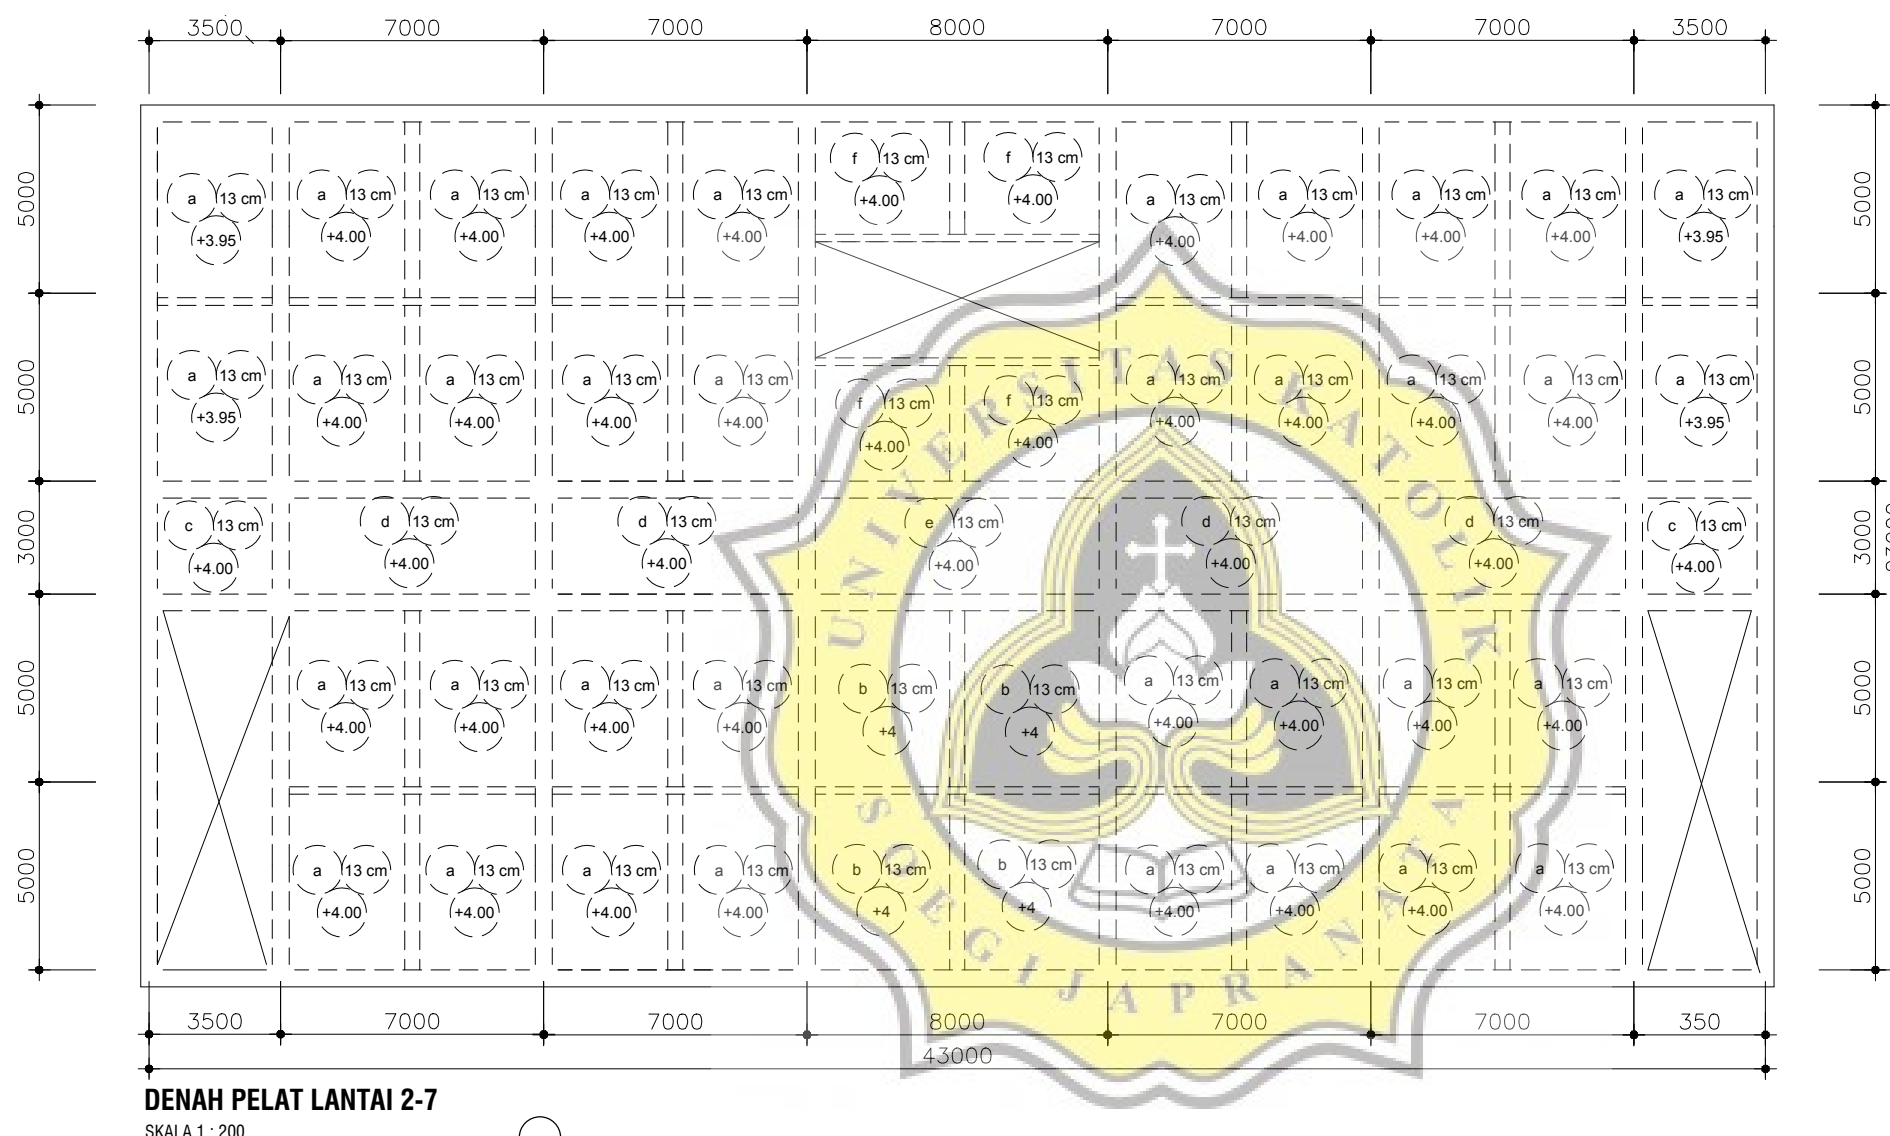 3500 7000 7000 8000 7000 7000 3500
5000 5000
f 13 cm f 13 cm
a 13 cm a 13 cm a 13 cm a 13 cm a 13 cm +4.00 +4.00 a 13 cm a 13 cm a 13 cm a 13 cm a 13 cm
+3.95 +4.00 +4.00 +4.00 +4.00 +4.00 +4.00 +4.00 +4.00 +3.95
5000 5000
a 13 cm a 13 cm a 13 cm a 13 cm a 13 cm f 13 cm f 13 cm a 13 cm a 13 cm a 13 cm a 13 cm a 13 cm
+3.95 +4.00 +4.00 +4.00 +4.00 +4.00 +4.00 +4.00 +4.00 +4.00 +4.00 +3.95
3000 3000
c 13 cm d 13 cm d 13 cm e 13 cm d 13 cm d 13 cm c 13 cm
+4.00 +4.00 +4.00 +4.00 +4.00 +4.00 +4.00
5000 5000
a 13 cm a 13 cm a 13 cm a 13 cm b 13 cm b 13 cm a 13 cm a 13 cm a 13 cm a 13 cm
+4.00 +4.00 +4.00 +4.00 +4 +4 +4.00 +4.00 +4.00 +4.00
5000 5000
a 13 cm a 13 cm a 13 cm a 13 cm b 13 cm b 13 cm a 13 cm a 13 cm a 13 cm a 13 cm
+4.00 +4.00 +4.00 +4.00 +4 +4 +4.00 +4.00 +4.00 +4.00
UNIVERSITAS KATOLIK
SOEGIJAPRANATA
3500 7000 7000 8000 7000 7000 350
43000
DENAH PELAT LANTAI 2-7
SKALA 1 : 200